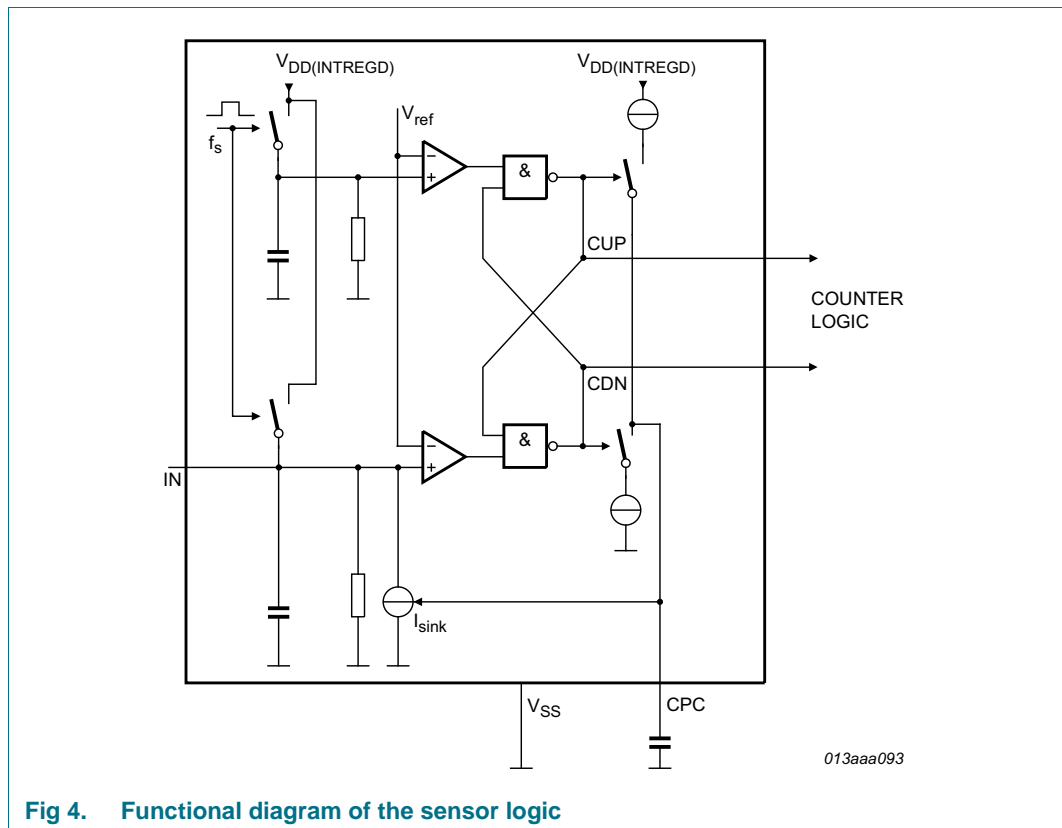 VDD(INTREGD)
VDD(INTREGD)
fs
Vref
−
+
&
CUP
COUNTER
LOGIC
CDN
−
+
&
IN
Isink
VSS
CPC
013aaa093
Fig 4. Functional diagram of the sensor logic